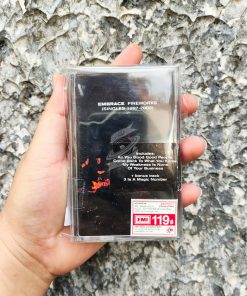 EMBRACE FIREWORKS
(SINGLES 1997-2002)
Includes:
All You Good Good People
Come Back To What You Know
My Weakness Is None
Of Your Business
+ bonus track
3 Is A Magic Number
EMI 119฿